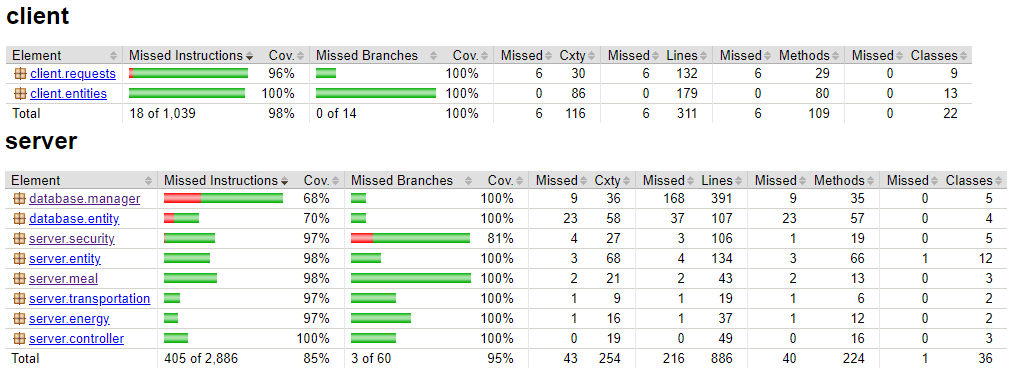 client
Element Missed Instructions Cov. Missed Branches Cov. Missed Cxty Missed Lines Missed Methods Missed Classes
client.requests 96% 100% 6 30 6 132 6 29 0 9
client.entities 100% 100% 0 86 0 179 0 80 0 13
Total 18 of 1,039 98% 0 of 14 100% 6 116 6 311 6 109 0 22
server
Element Missed Instructions Cov. Missed Branches Cov. Missed Cxty Missed Lines Missed Methods Missed Classes
database.manager 68% 100% 9 36 168 391 9 35 0 5
database.entity 70% 100% 23 58 37 107 23 57 0 4
server.security 97% 81% 4 27 3 106 1 19 0 5
server.entity 98% 100% 3 68 4 134 3 66 1 12
server.meal 98% 100% 2 21 2 43 2 13 0 3
server.transportation 97% 100% 1 9 1 19 1 6 0 2
server.energy 97% 100% 1 16 1 37 1 12 0 2
server.controller 100% 100% 0 19 0 49 0 16 0 3
Total 405 of 2,886 85% 3 of 60 95% 43 254 216 886 40 224 1 36